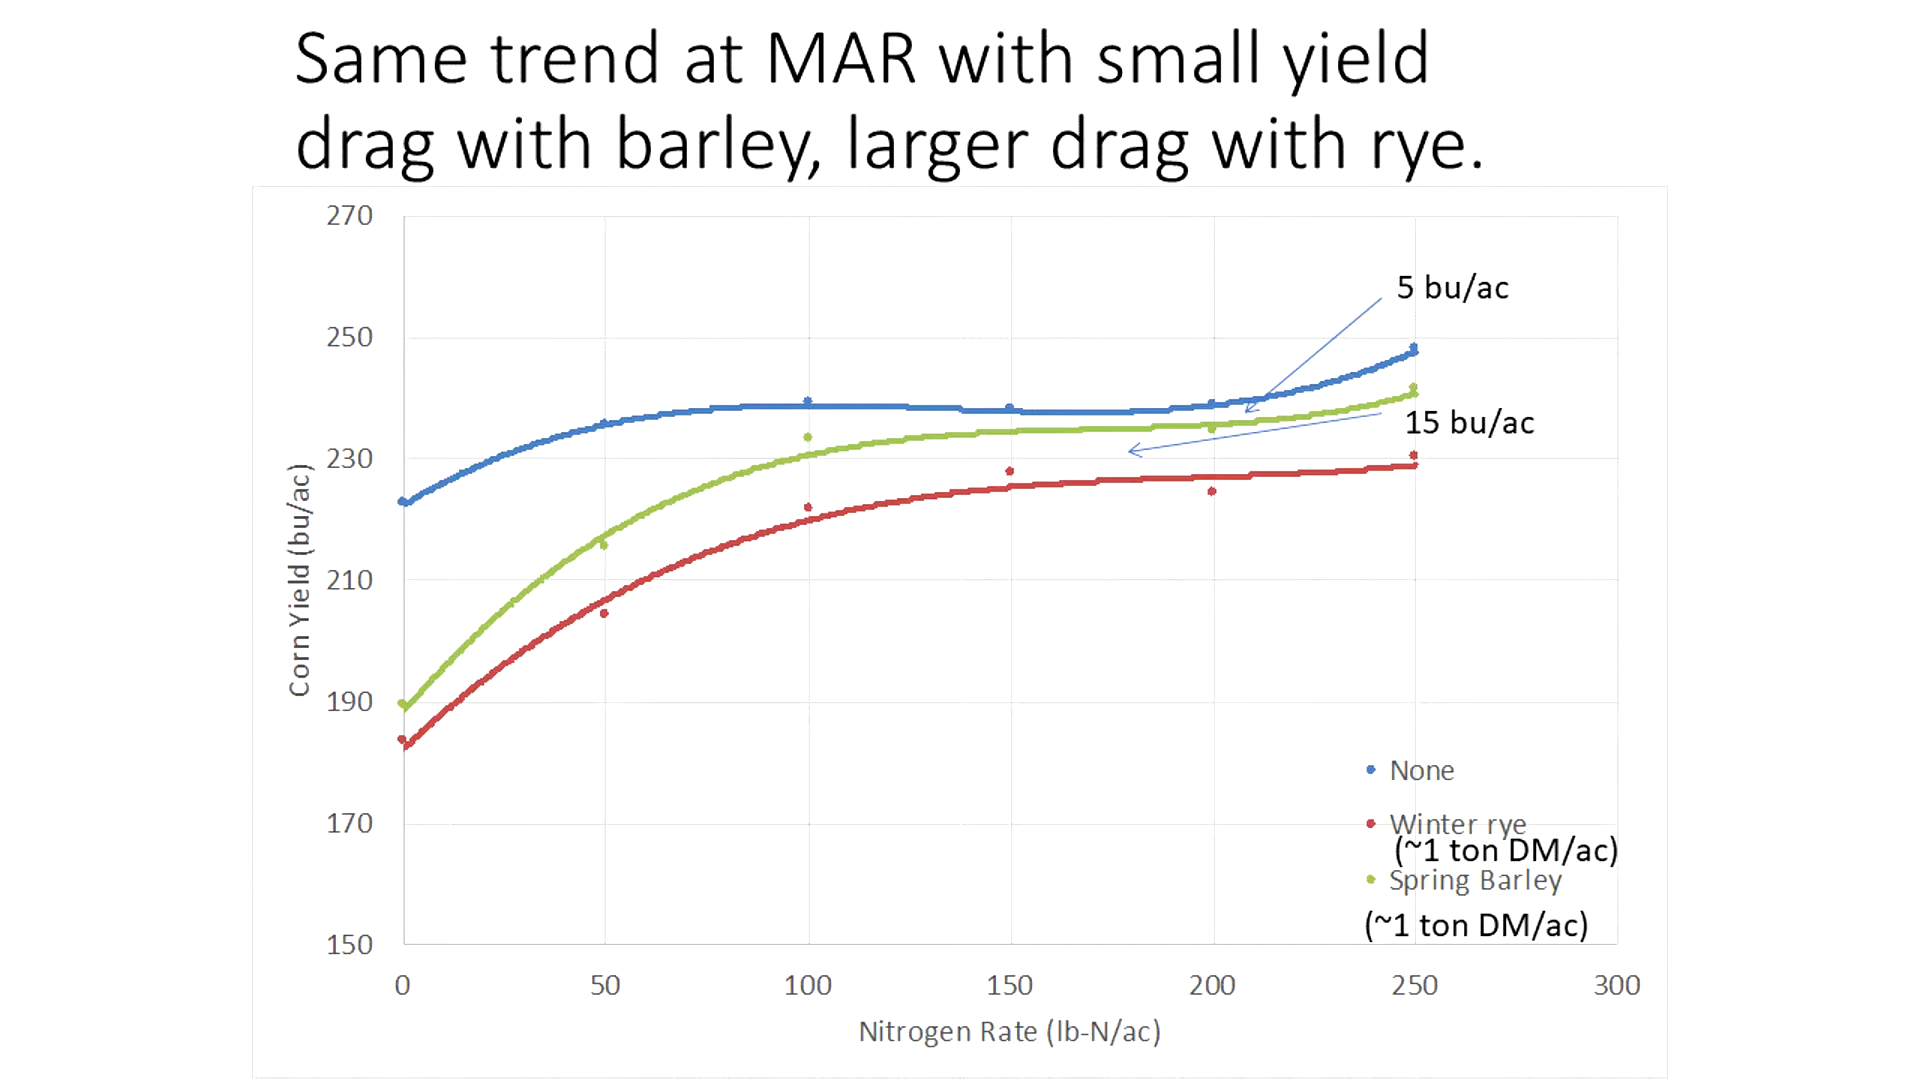 Same trend at MAR with small yield
drag with barley, larger drag with rye.
270
250
230
210
190
170
150
Corn Yield (bu/ac)
5 bu/ac
15 bu/ac
None
Winter rye
(~1 ton DM/ac)
Spring Barley
(~1 ton DM/ac)
0 50 100 150 200 250 300
Nitrogen Rate (lb-N/ac)